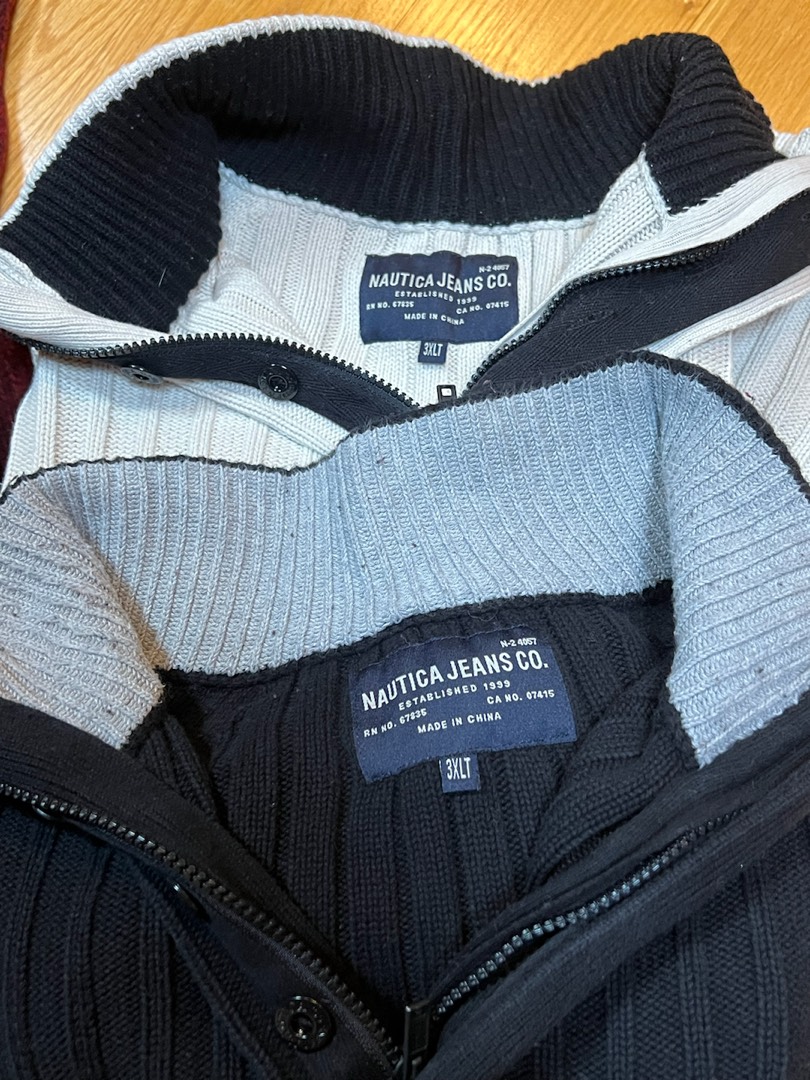 N-2 4057
NAUTICA JEANS CO.
ESTABLISHED 1999
RN NO. 67835 CA NO. 07415
MADE IN CHINA
3XLT
N-2 4057
NAUTICA JEANS CO.
ESTABLISHED 1999
RN NO. 67835 CA NO. 07415
MADE IN CHINA
3XLT